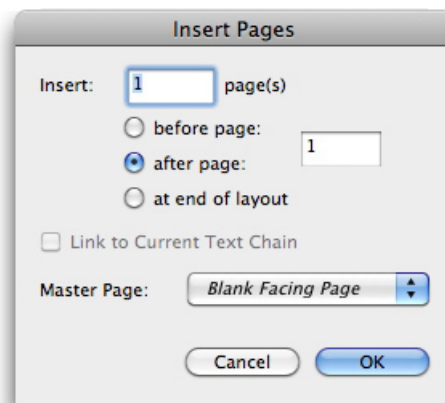 Insert Pages
Insert: 1 page(s)
before page:
after page: 1
at end of layout
Link to Current Text Chain
Master Page: Blank Facing Page
Cancel OK